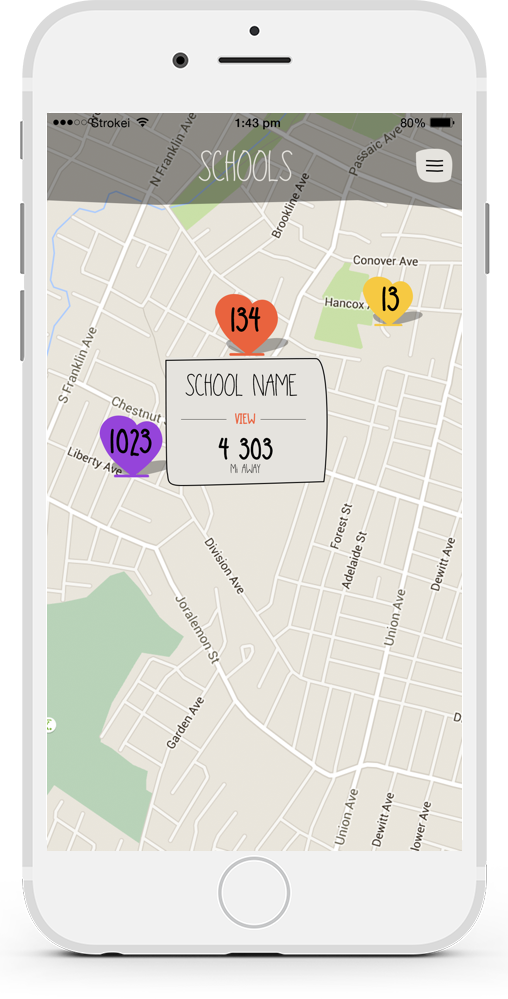 Strokei
1:43 pm
80%
N Franklin Ave
Passaic Ave
SCHOOLS
Brookline Ave
Conover Ave
Hancox
13
134
S Franklin Ave
SCHOOL NAME
Chestnut
VIEW
1023
4 303
Mi AWAY
Liberty Ave
Forest St
Adelaide St
Division Ave
Dewitt Ave
Joralemon St
Union Ave
Garden Ave
D
Union Ave
Dewitt Ave
lower Ave